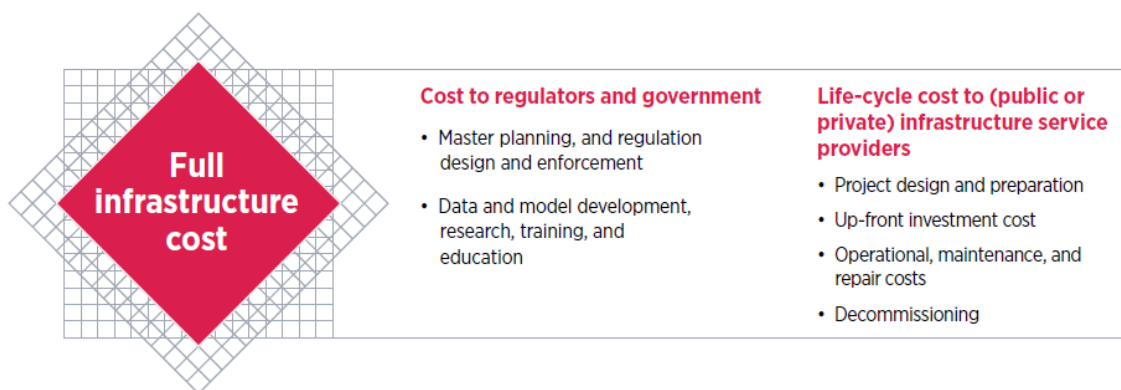 Full
infrastructure
cost
Cost to regulators and government
• Master planning, and regulation
design and enforcement
• Data and model development,
research, training, and
education
Life-cycle cost to (public or
private) infrastructure service
providers
• Project design and preparation
• Up-front investment cost
• Operational, maintenance, and
repair costs
• Decommissioning